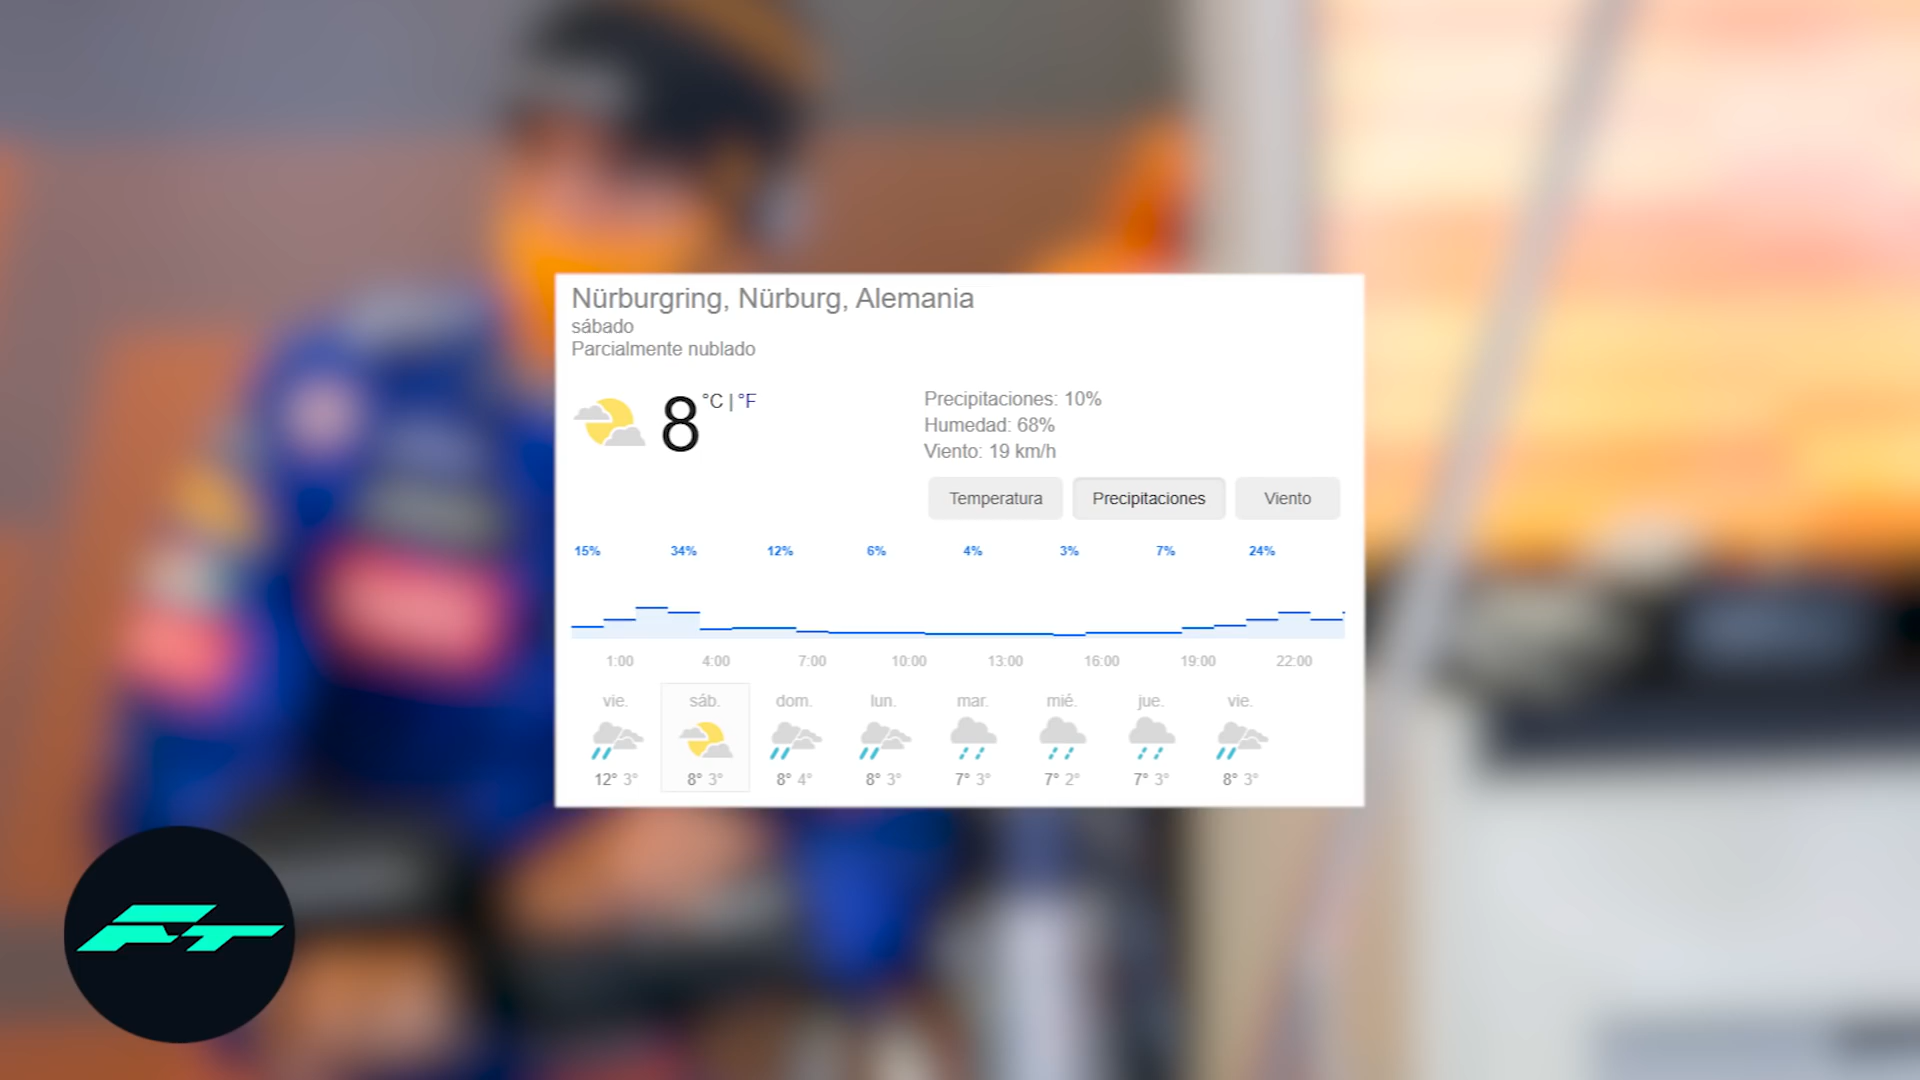 Nürburgring, Nürburg, Alemania
sábado
Parcialmente nublado
8 °C | °F
Precipitaciones: 10%
Humedad: 68%
Viento: 19 km/h
Temperatura Precipitaciones Viento
15% 34% 12% 6% 4% 3% 7% 24%
1:00 4:00 7:00 10:00 13:00 16:00 19:00 22:00
vie. sáb. dom. lun. mar. mié. jue. vie.
12° 3° 8° 3° 8° 4° 8° 3° 7° 3° 7° 2° 7° 3° 8° 3°
FT